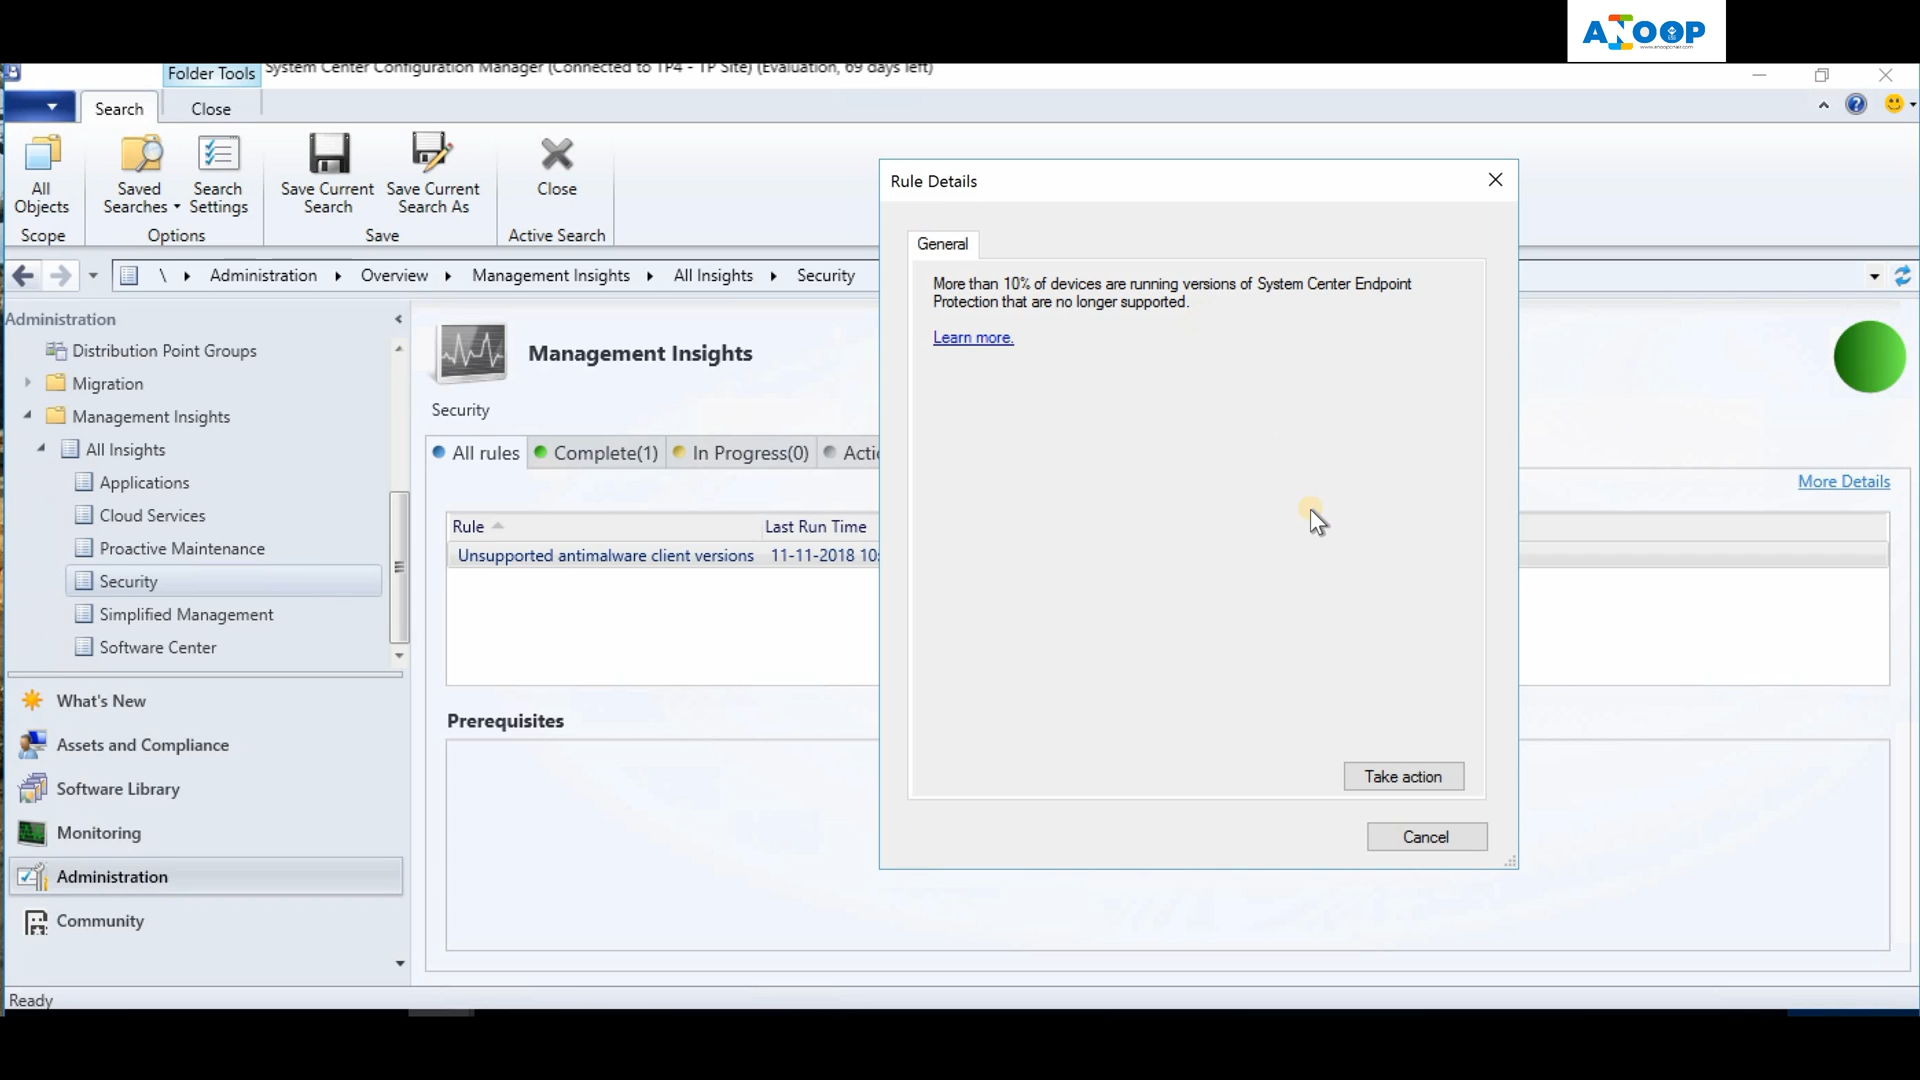 ANOOP
Folder Tools
System Center Configuration Manager (Connected to TP4 - TP Site) (Evaluation, 69 days left)
Search
Close
All
Objects
Saved
Searches
Search
Settings
Save Current
Search
Save Current
Search As
Close
Scope
Options
Save
Active Search
\ Administration Overview Management Insights All Insights Security
Administration
Distribution Point Groups
Migration
Management Insights
All Insights
Applications
Cloud Services
Proactive Maintenance
Security
Simplified Management
Software Center
What's New
Assets and Compliance
Software Library
Monitoring
Administration
Community
Ready
Management Insights
Security
All rules
Complete(1)
In Progress(0)
Acti
More Details
Rule
Last Run Time
Unsupported antimalware client versions
11-11-2018 10:
Prerequisites
Rule Details
General
More than 10% of devices are running versions of System Center Endpoint
Protection that are no longer supported.
Learn more.
Take action
Cancel